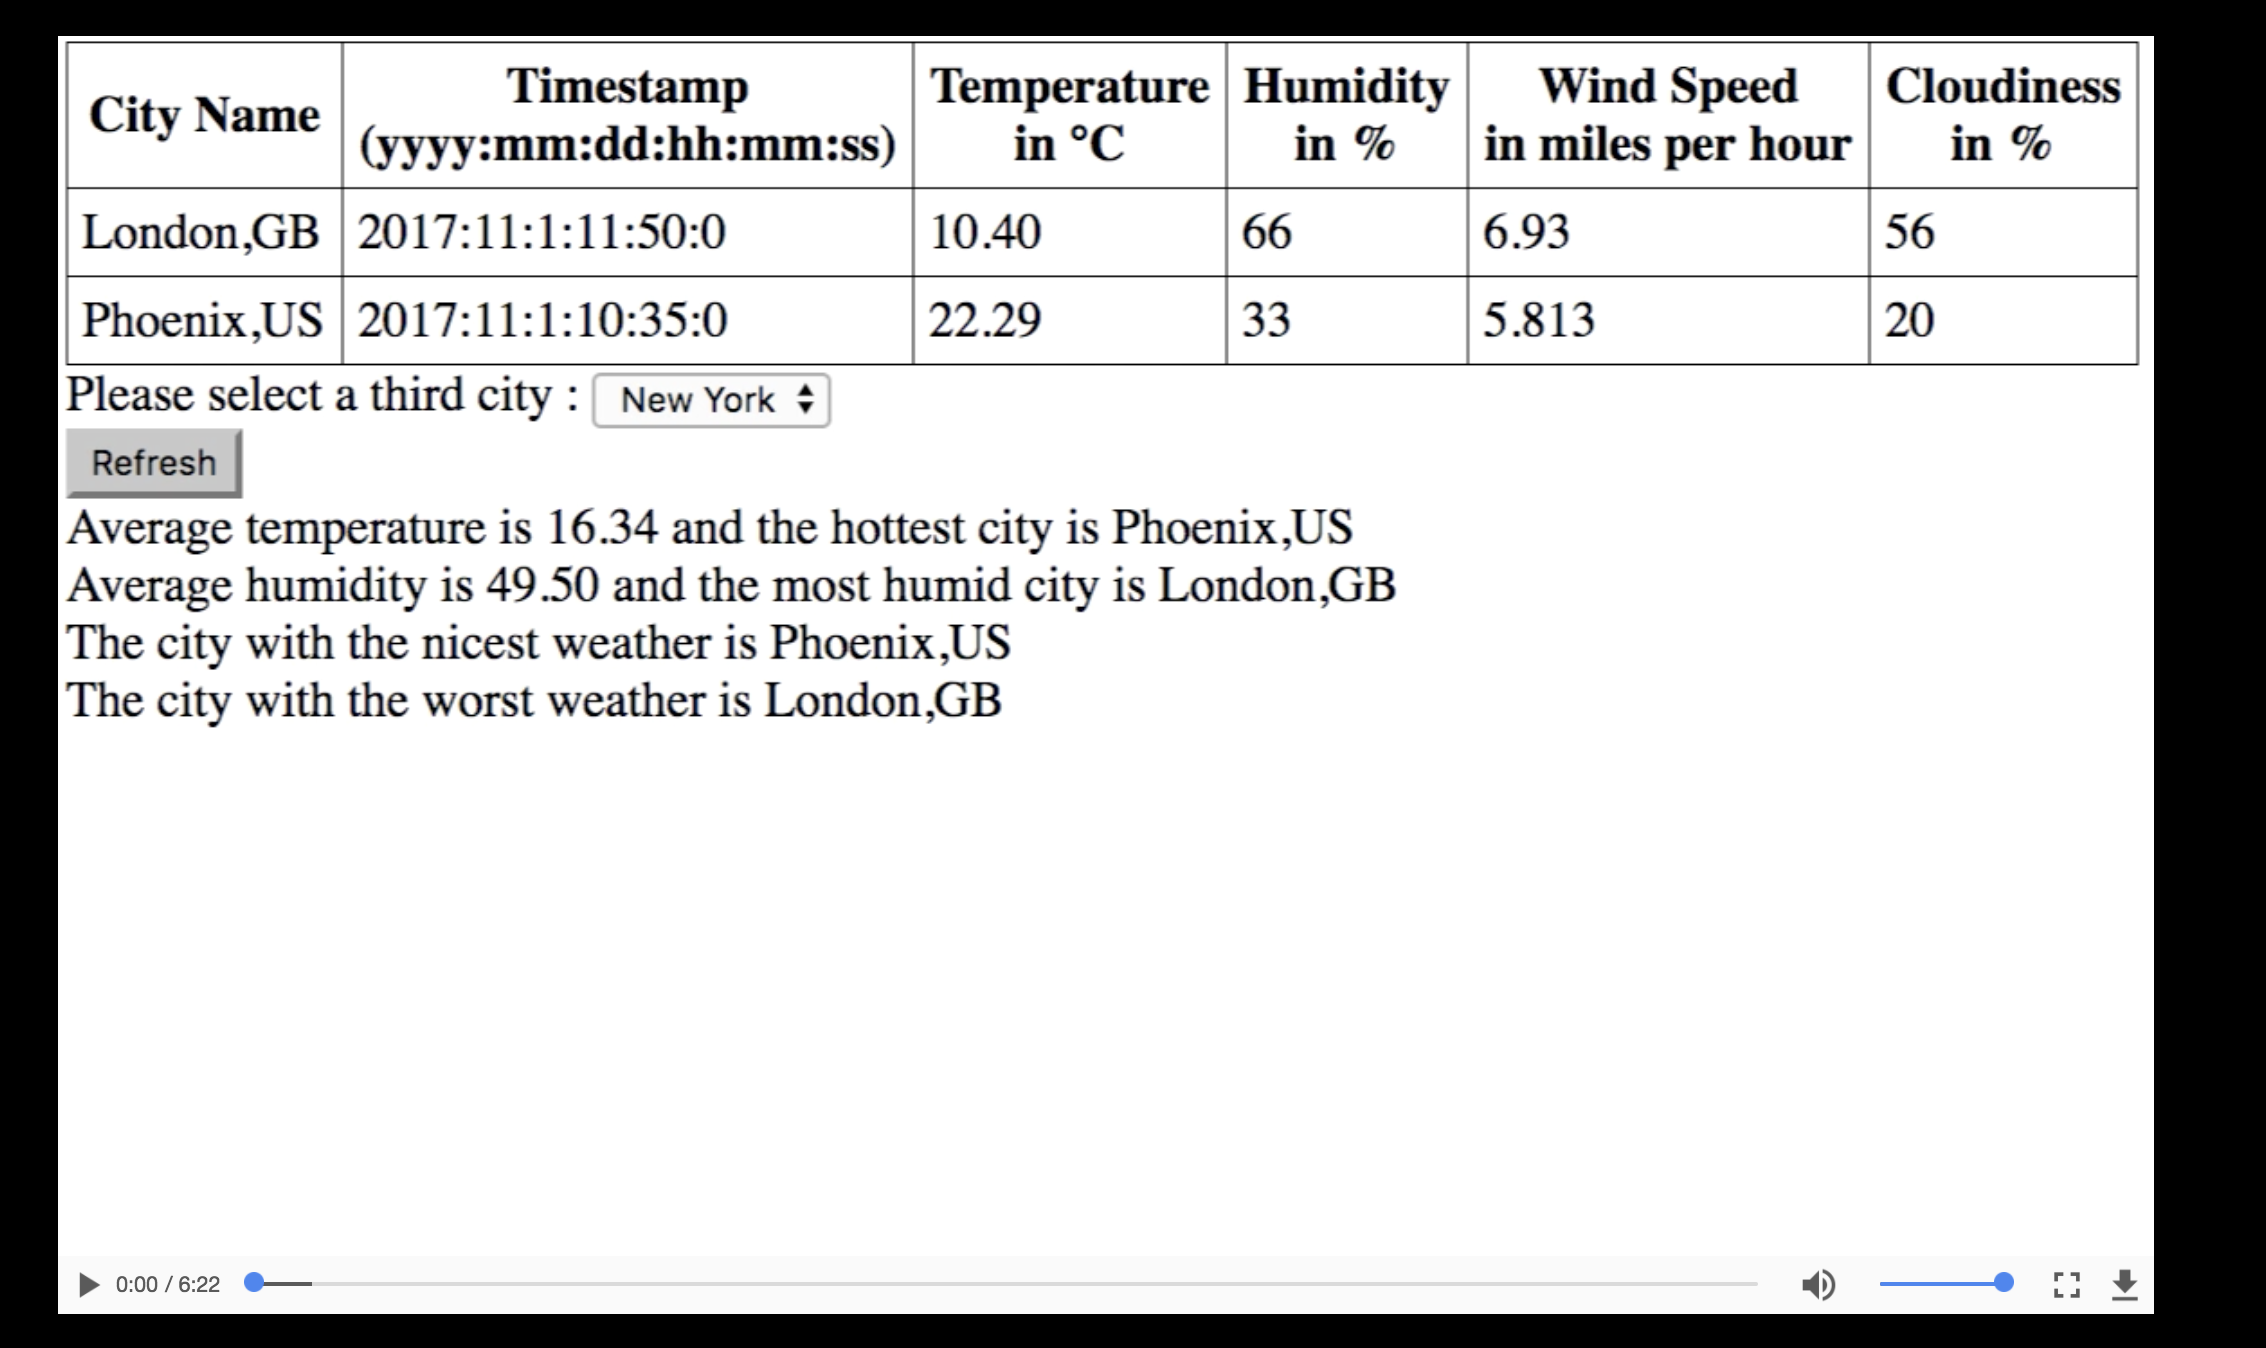 City Name Timestamp (yyyy:mm:dd:hh:mm:ss) Temperature in °C Humidity in % Wind Speed in miles per hour Cloudiness in %
London,GB 2017:11:1:11:50:0 10.40 66 6.93 56
Phoenix,US 2017:11:1:10:35:0 22.29 33 5.813 20
Please select a third city : New York
Refresh
Average temperature is 16.34 and the hottest city is Phoenix,US
Average humidity is 49.50 and the most humid city is London,GB
The city with the nicest weather is Phoenix,US
The city with the worst weather is London,GB
0:00 / 6:22